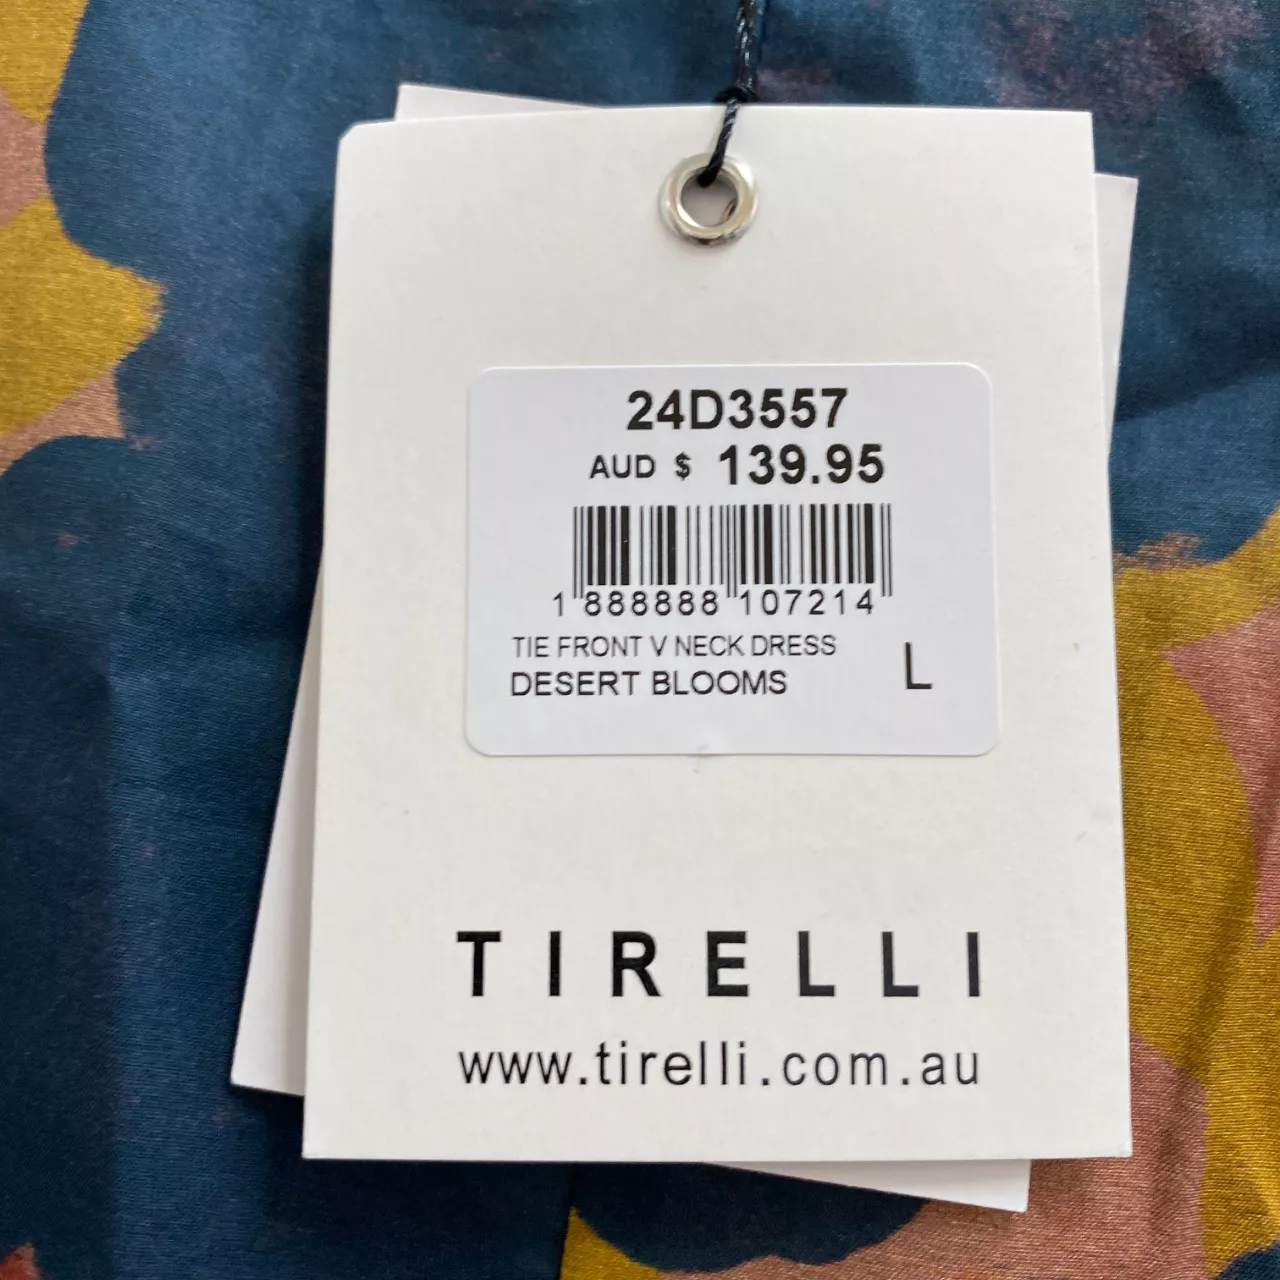 24D3557
AUD $ 139.95
1 888888 107214
TIE FRONT V NECK DRESS
DESERT BLOOMS L
TIRELLI
www.tirelli.com.au